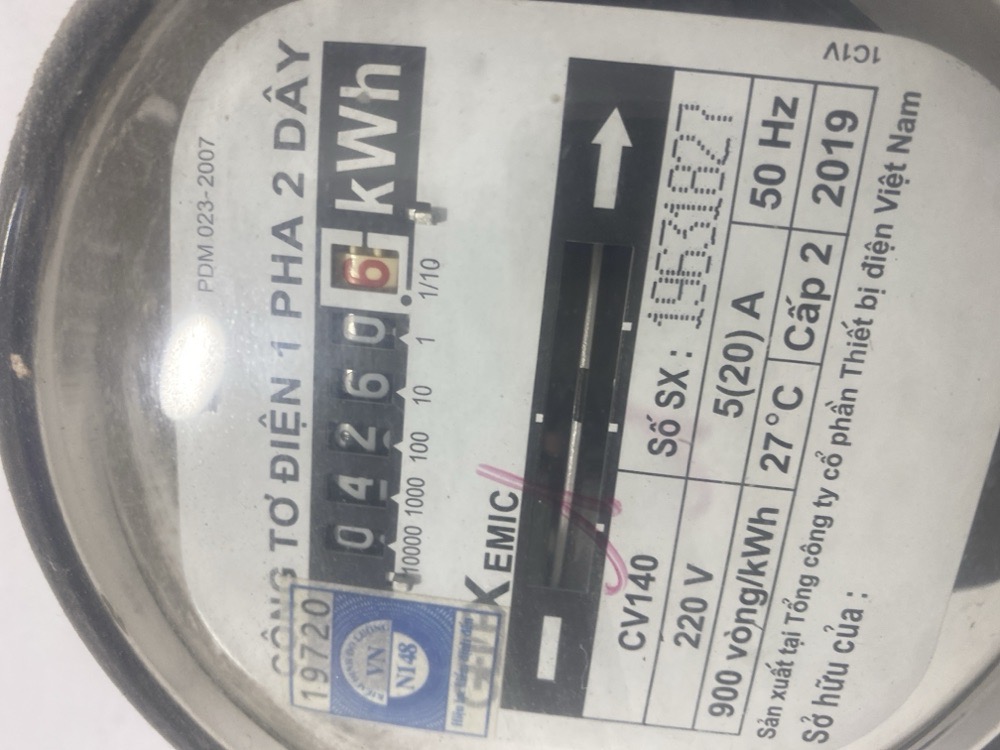 PDM 023-2007
CÔNG TƠ ĐIỆN 1 PHA 2 DÂY
197720
VN
N148
0 4 2 6 0 6 kWh
10000 1000 100 10 1 1/10
EMIC
CV140
Số SX : 19631827
220 V 5(20) A 50 Hz
900 vòng/kWh 27°C Cấp 2 2019
Sản xuất tại Tổng công ty cổ phần Thiết bị điện Việt Nam
Sở hữu của :
1C1V